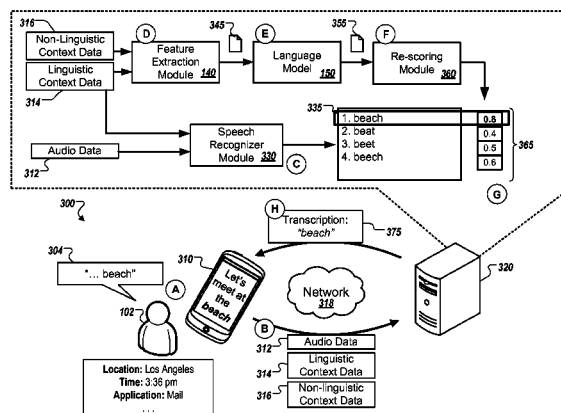 316
Non-Linguistic
Context Data
Linguistic
Context Data
314
D
Feature
Extraction
Module 140
345
E
Language
Model 150
355
F
Re-scoring
Module 360
Audio Data
312
Speech
Recognizer
Module 330
C
335
1. beach 0.8
2. beat 0.4
3. beet 0.5
4. beech 0.6
365
G
300
H
Transcription:
"beach"
375
304
"... beach"
A
102
310
Let's
meet at
the
beach
Network
318
320
B
312 Audio Data
314 Linguistic
Context Data
316 Non-linguistic
Context Data
Location: Los Angeles
Time: 3:36 pm
Application: Mail
. . .